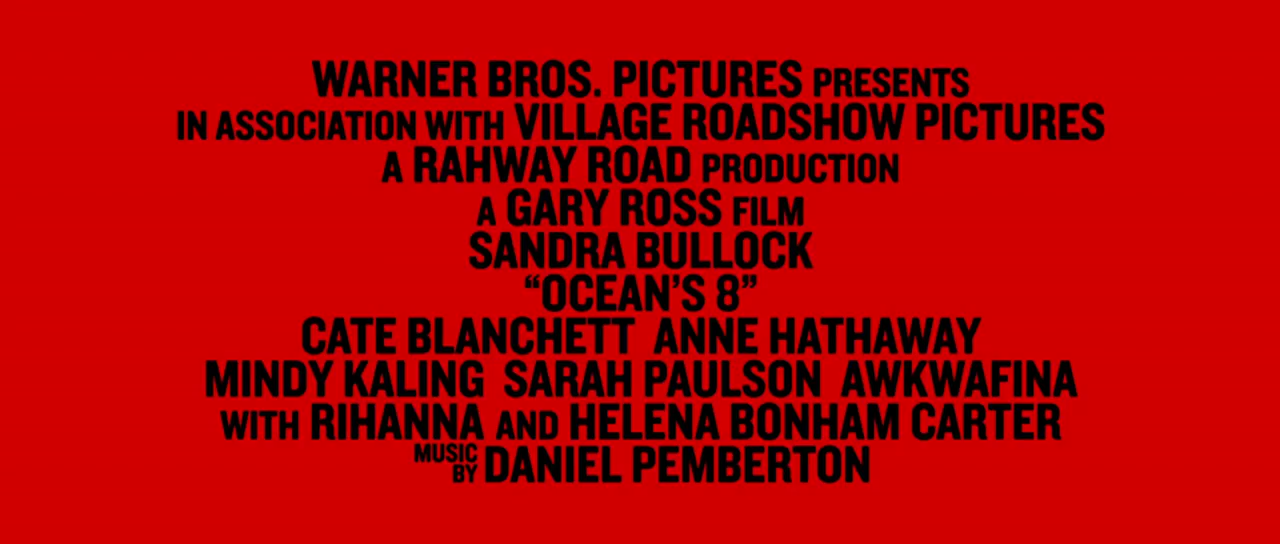 WARNER BROS. PICTURES PRESENTS
IN ASSOCIATION WITH VILLAGE ROADSHOW PICTURES
A RAHWAY ROAD PRODUCTION
A GARY ROSS FILM
SANDRA BULLOCK
“OCEAN’S 8”
CATE BLANCHETT ANNE HATHAWAY
MINDY KALING SARAH PAULSON AWKWAFINA
WITH RIHANNA AND HELENA BONHAM CARTER
MUSIC BY DANIEL PEMBERTON